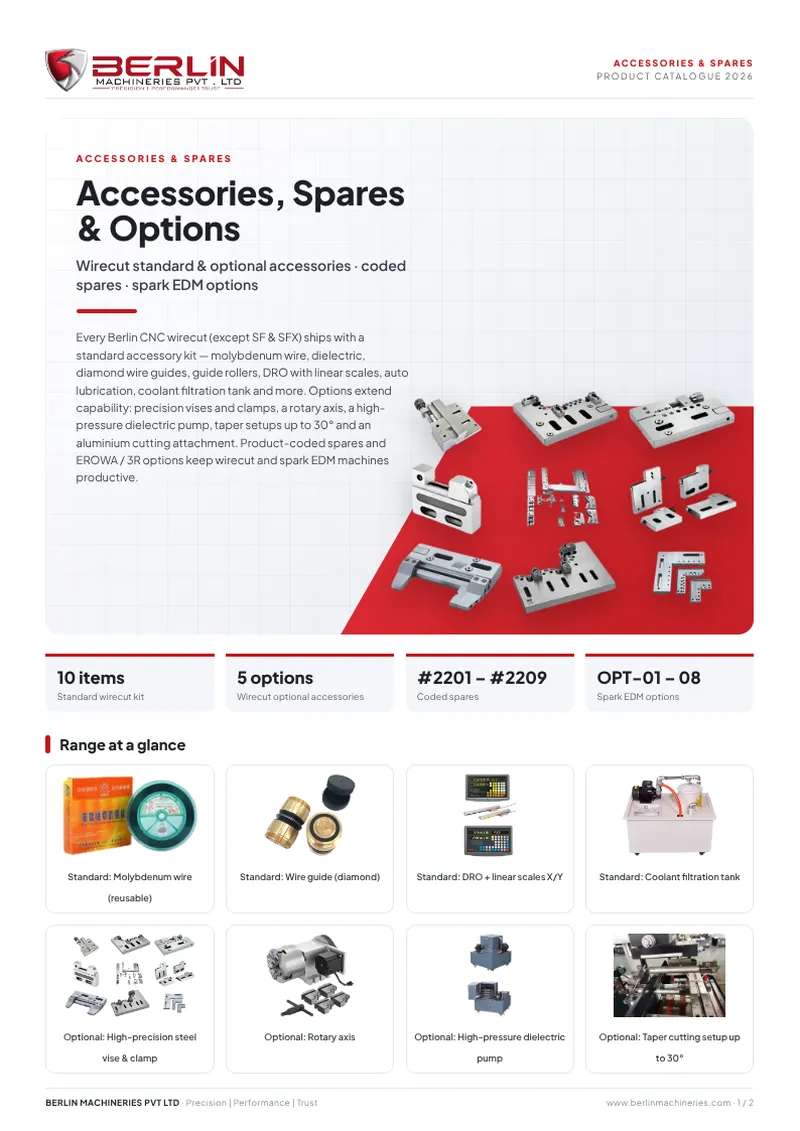 BERLIN
MACHINERIES PVT . LTD
ACCESSORIES & SPARES
PRODUCT CATALOGUE 2026
ACCESSORIES & SPARES
Accessories, Spares
& Options
Wirecut standard & optional accessories · coded
spares · spark EDM options
Every Berlin CNC wirecut (except SF & SFX) ships with a
standard accessory kit — molybdenum wire, dielectric,
diamond wire guides, guide rollers, DRO with linear scales, auto
lubrication, coolant filtration tank and more. Options extend
capability: precision vises and clamps, a rotary axis, a high-
pressure dielectric pump, taper setups up to 30° and an
aluminium cutting attachment. Product-coded spares and
EROWA / 3R options keep wirecut and spark EDM machines
productive.
10 items
Standard wirecut kit
5 options
Wirecut optional accessories
#2201 – #2209
Coded spares
OPT-01 – 08
Spark EDM options
Range at a glance
Standard: Molybdenum wire
(reusable)
Standard: Wire guide (diamond)
Standard: DRO + linear scales X/Y
Standard: Coolant filtration tank
Optional: High-precision steel
vise & clamp
Optional: Rotary axis
Optional: High-pressure dielectric
pump
Optional: Taper cutting setup up
to 30°
BERLIN MACHINERIES PVT LTD · Precision | Performance | Trust
www.berlinmachineries.com · 1 / 2